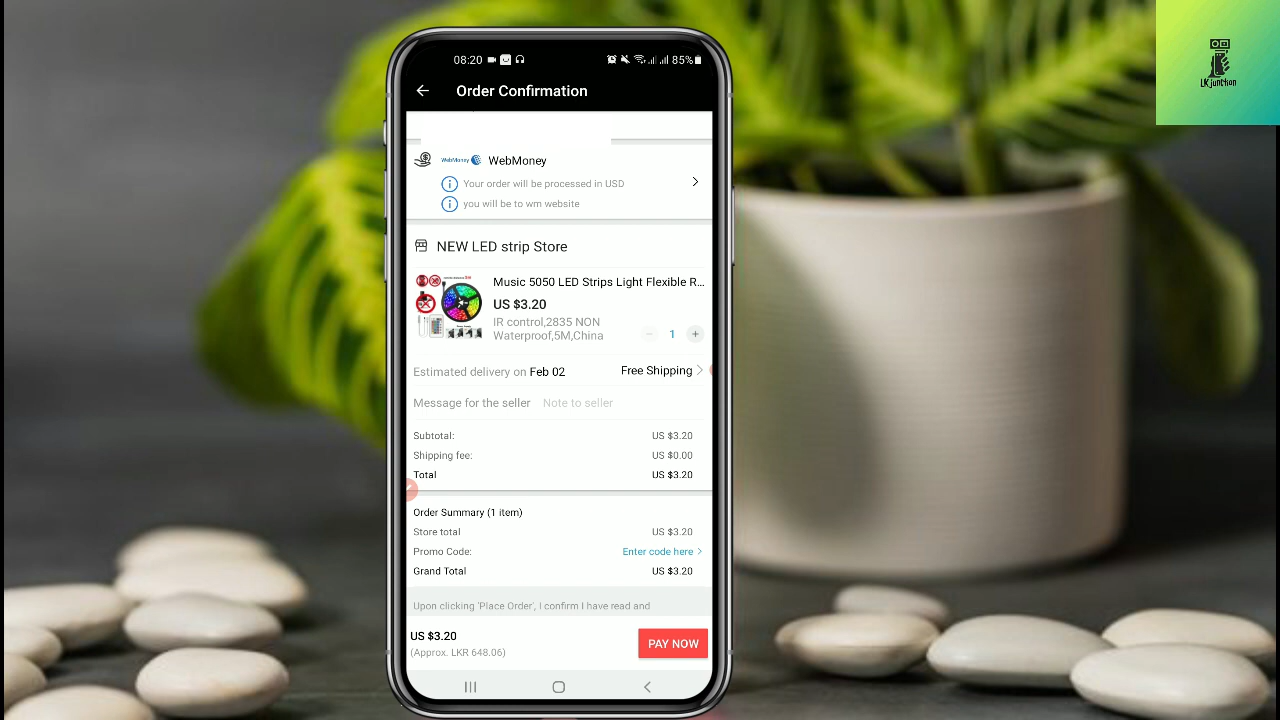 LKjunction
08:20
85%
Order Confirmation
WebMoney WebMoney
Your order will be processed in USD
you will be to wm website
NEW LED strip Store
Music 5050 LED Strips Light Flexible R...
US $3.20
IR control,2835 NON
Waterproof,5M,China
− 1 +
Estimated delivery on Feb 02 Free Shipping
Message for the seller Note to seller
Subtotal: US $3.20
Shipping fee: US $0.00
Total US $3.20
Order Summary (1 item)
Store total US $3.20
Promo Code: Enter code here
Grand Total US $3.20
Upon clicking 'Place Order', I confirm I have read and
US $3.20
(Approx. LKR 648.06)
PAY NOW